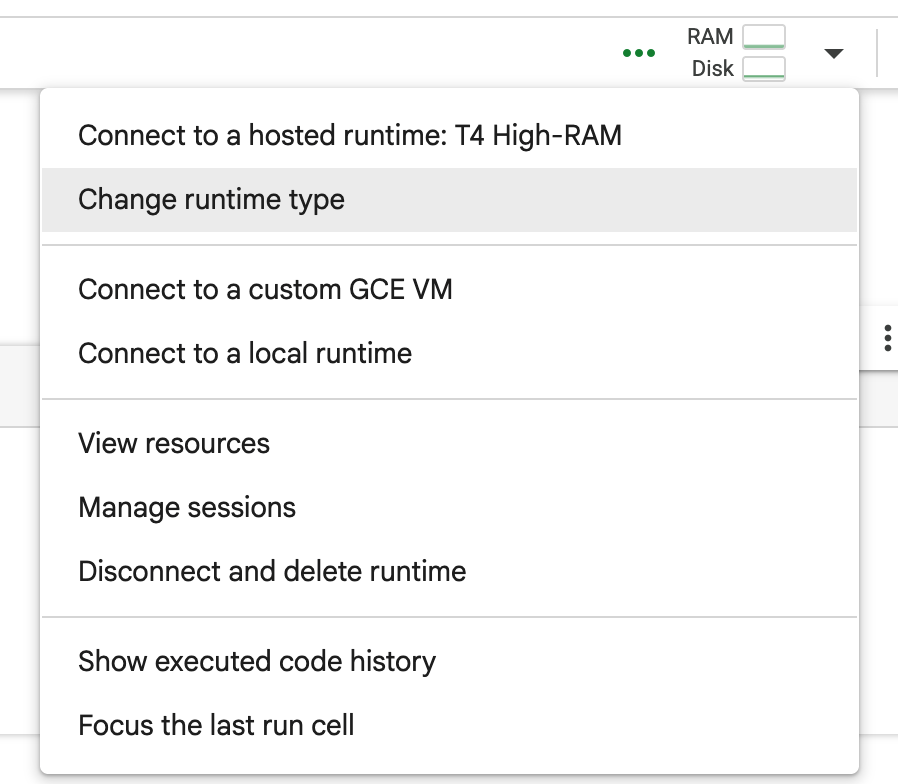 RAM
Disk
Connect to a hosted runtime: T4 High-RAM
Change runtime type
Connect to a custom GCE VM
Connect to a local runtime
View resources
Manage sessions
Disconnect and delete runtime
Show executed code history
Focus the last run cell